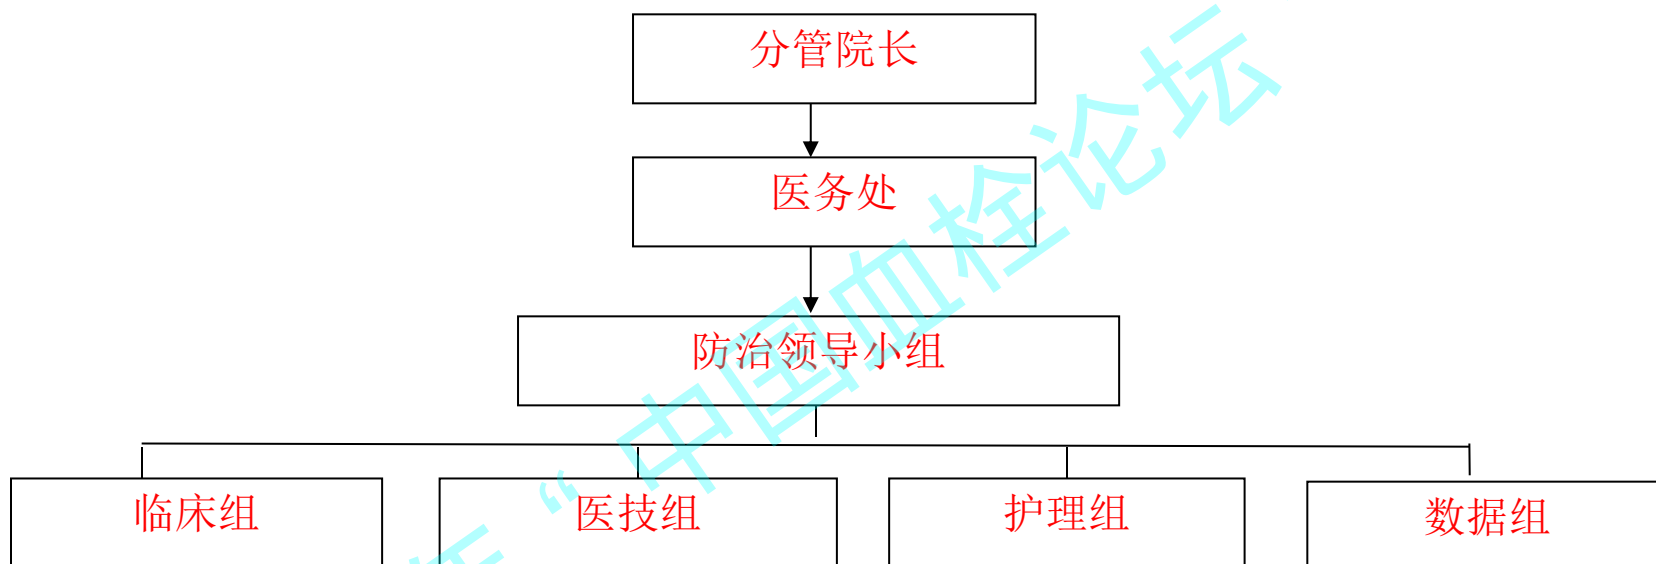 分管院长
医务处
防治领导小组
临床组
医技组
护理组
数据组
“中国血栓论坛